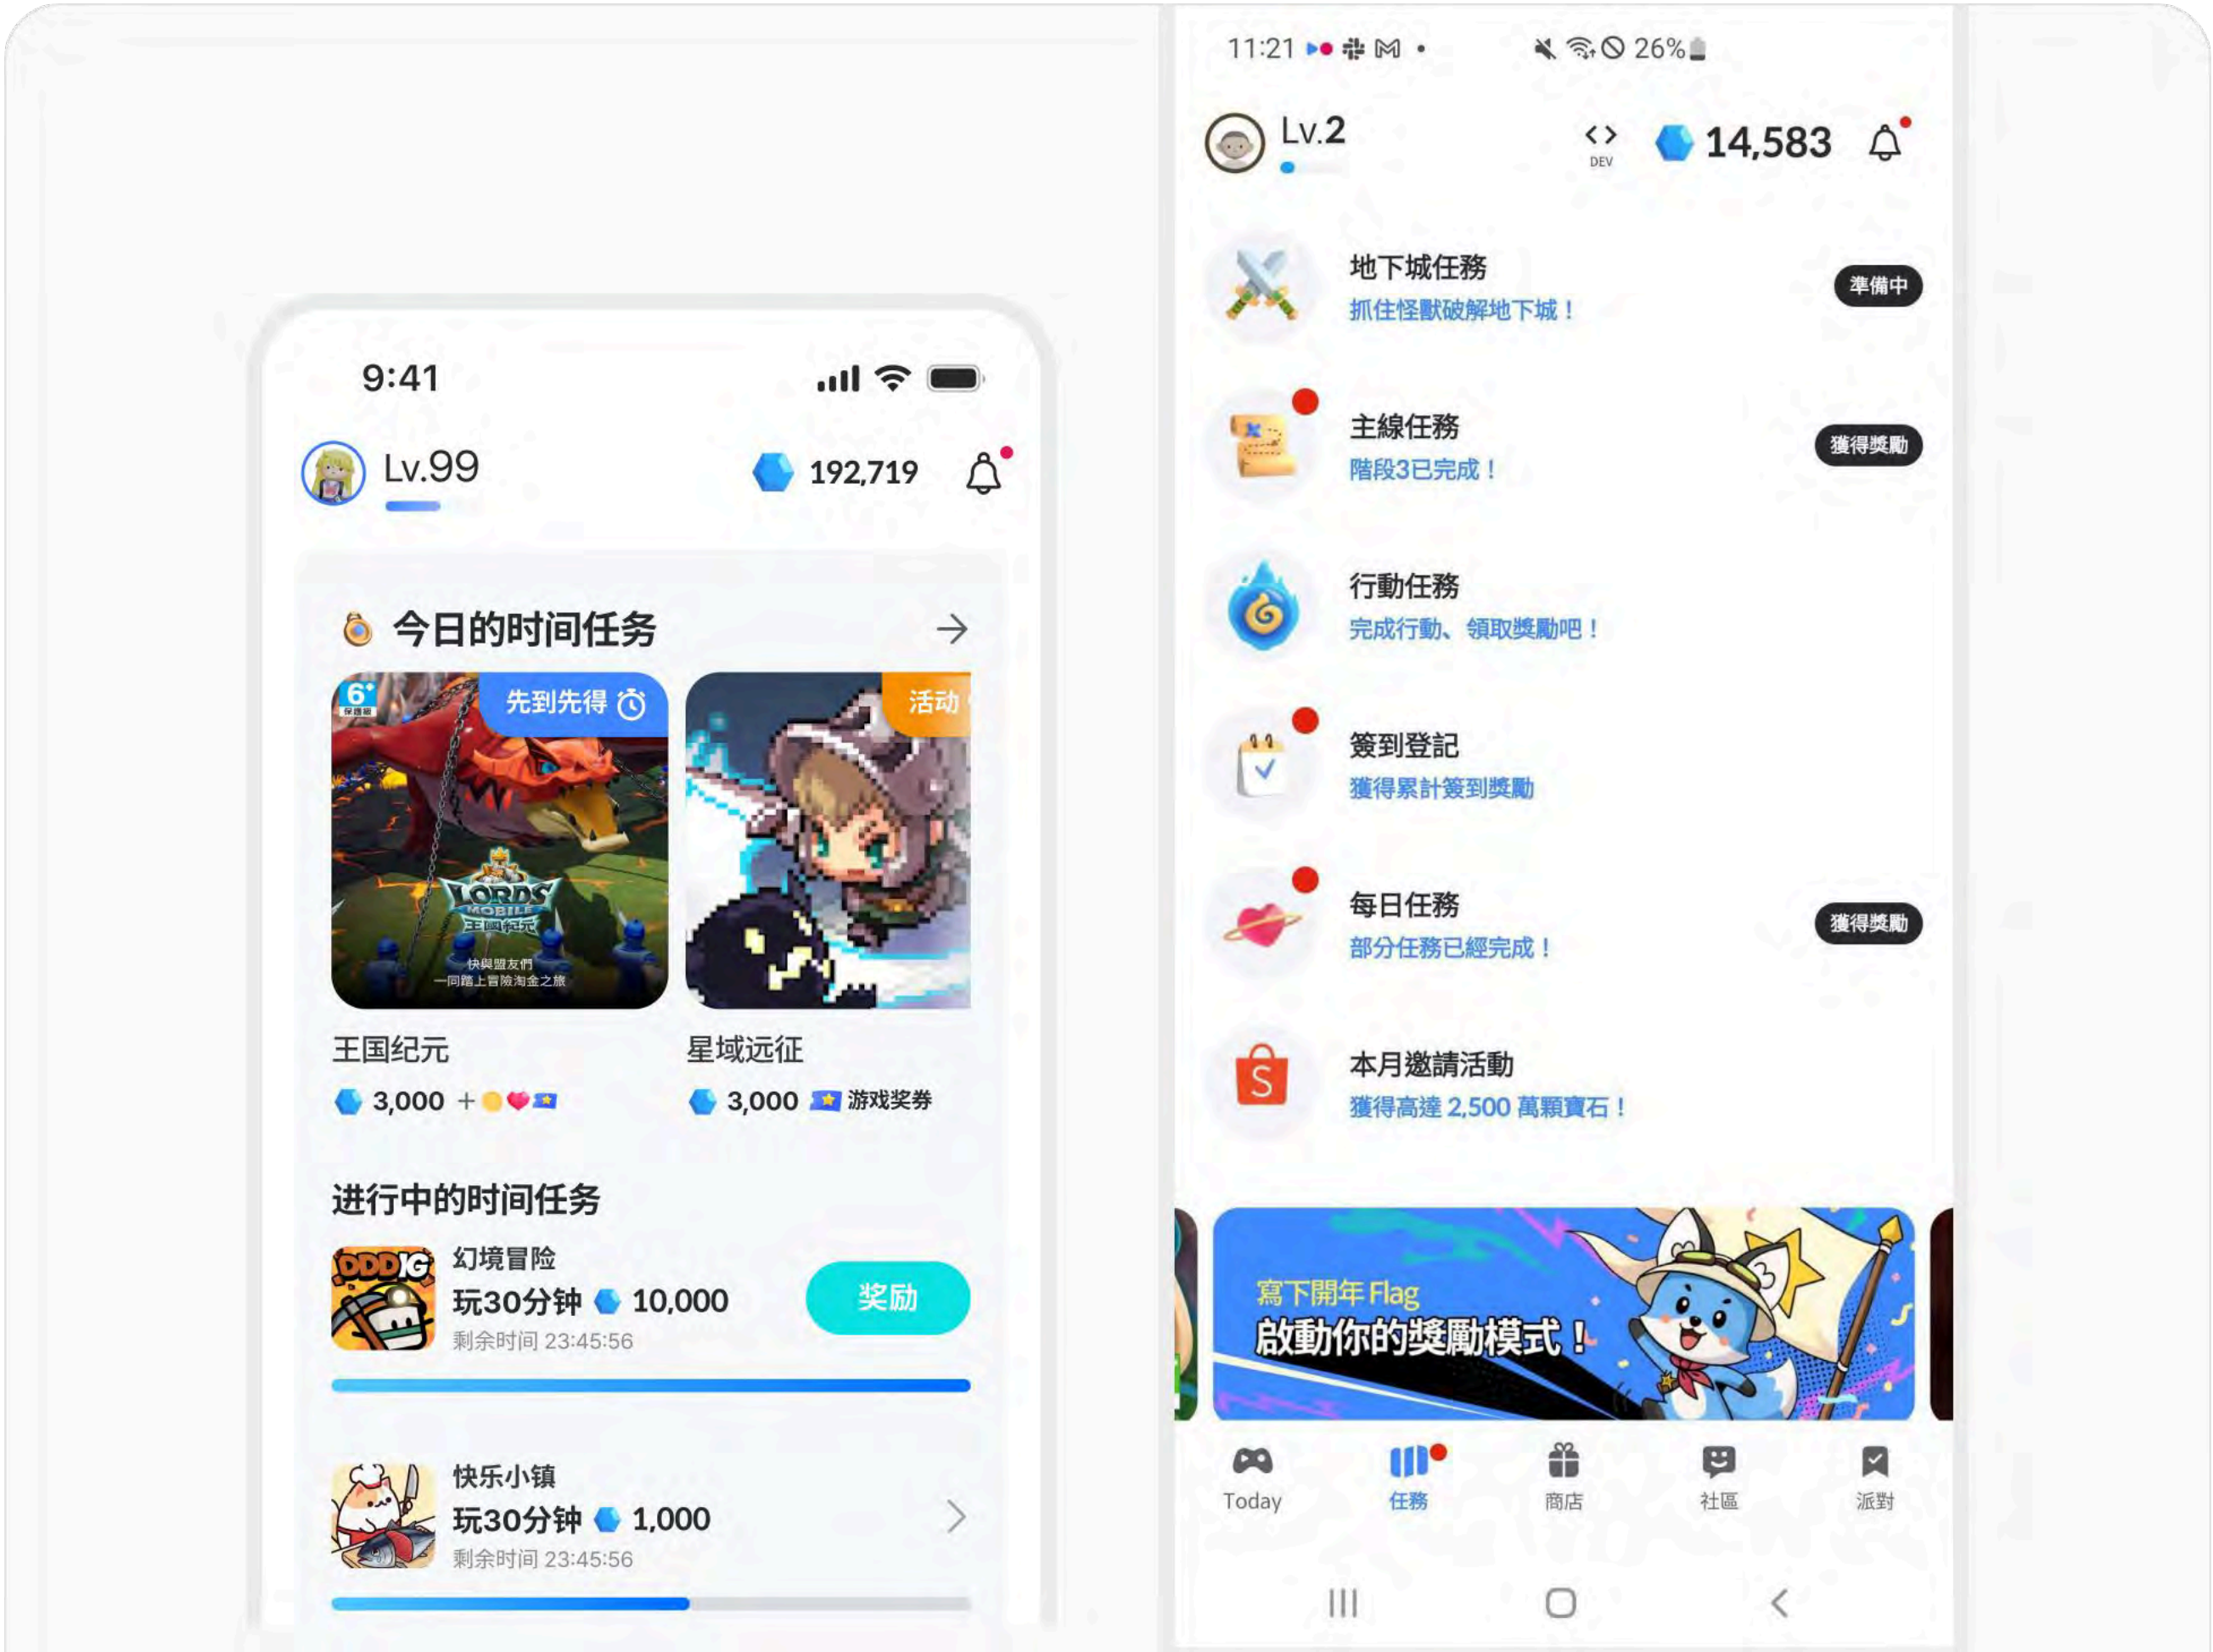 9:41
Lv.99
192,719
今日的时间任务
6+
保護級
先到先得
活动
LORDS
MOBILE
王國紀元
快與盟友們
一同踏上冒險淘金之旅
王国纪元
星域远征
3,000 +
3,000 游戏奖券
进行中的时间任务
DDDIG
幻境冒险
玩30分钟 10,000
剩余时间 23:45:56
奖励
快乐小镇
玩30分钟 1,000
剩余时间 23:45:56
11:21
26%
Lv.2
DEV
14,583
地下城任務
抓住怪獸破解地下城！
準備中
主線任務
階段3已完成！
獲得獎勵
行動任務
完成行動、領取獎勵吧！
簽到登記
獲得累計簽到獎勵
每日任務
部分任務已經完成！
獲得獎勵
S
本月邀請活動
獲得高達 2,500 萬顆寶石！
寫下開年 Flag
啟動你的獎勵模式！
Today
任務
商店
社區
派對